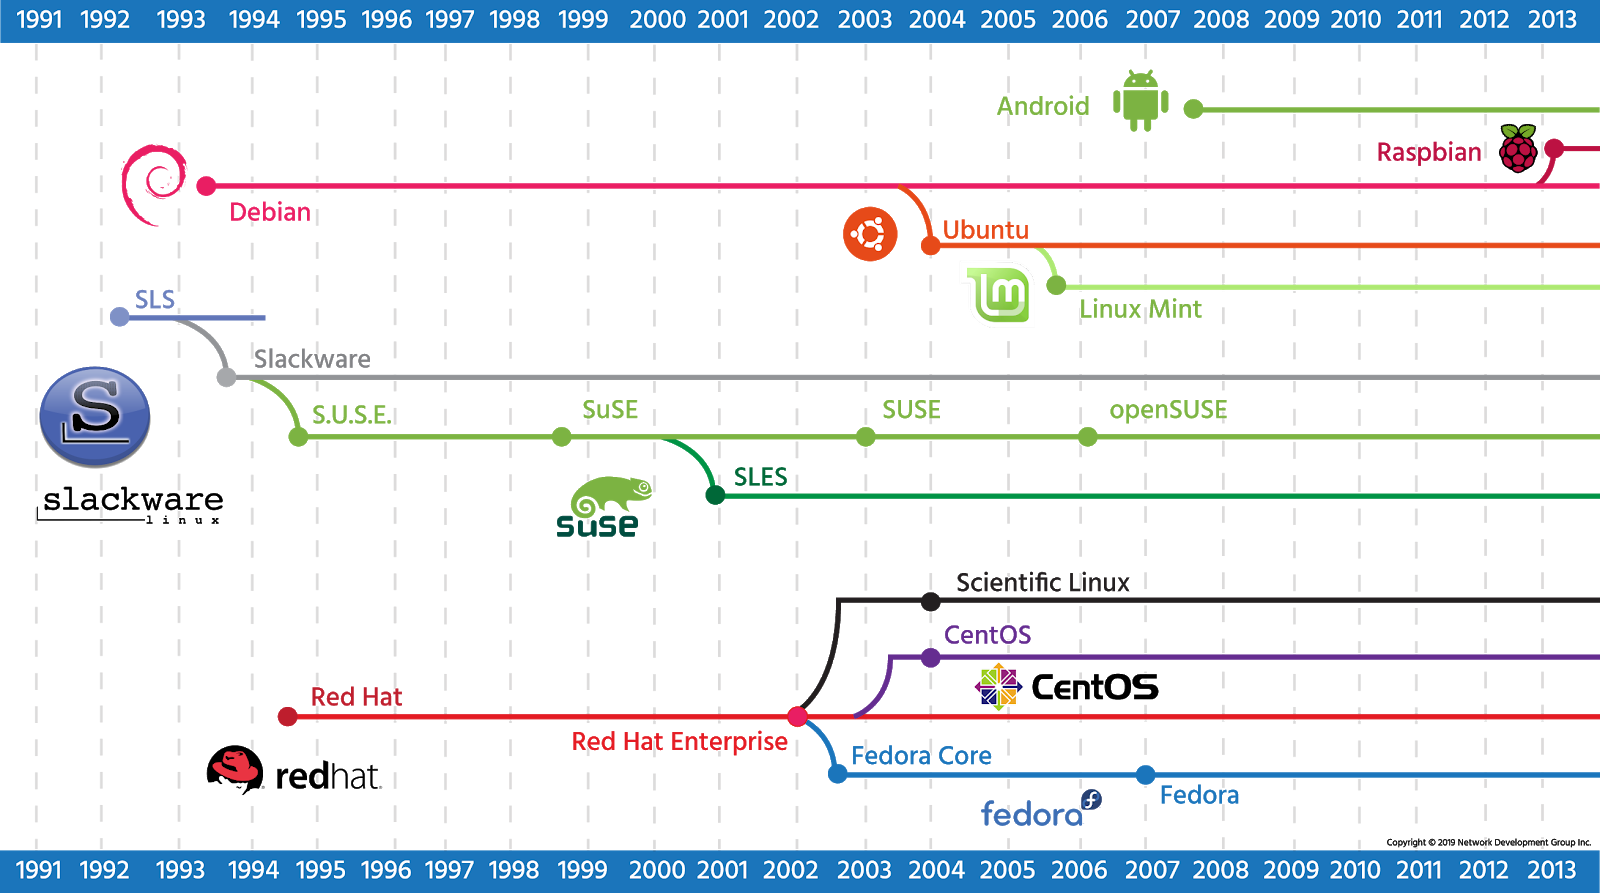 1991 1992 1993 1994 1995 1996 1997 1998 1999 2000 2001 2002 2003 2004 2005 2006 2007 2008 2009 2010 2011 2012 2013
Android
Raspbian
Debian
Ubuntu
Linux Mint
SLS
Slackware
S
S.U.S.E.
SuSE
SUSE
openSUSE
SLES
slackware
linux
suse
Scientific Linux
CentOS
CentOS
Red Hat
Red Hat Enterprise
Fedora Core
redhat.
Fedora
fedora
Copyright © 2019 Network Development Group Inc.
1991 1992 1993 1994 1995 1996 1997 1998 1999 2000 2001 2002 2003 2004 2005 2006 2007 2008 2009 2010 2011 2012 2013